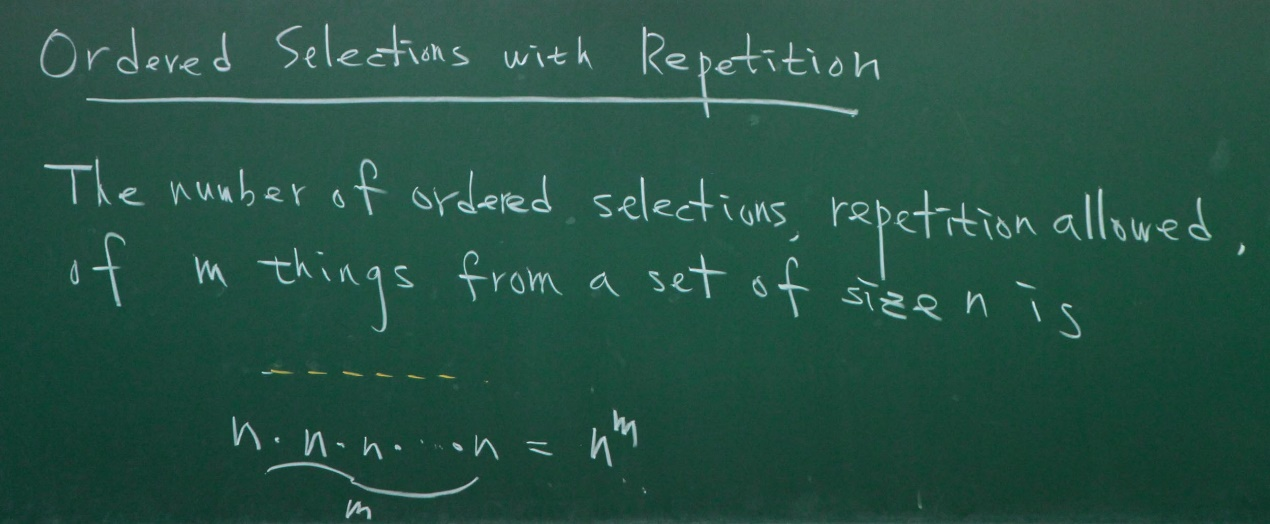 Ordered Selections with Repetition
The number of ordered selections, repetition allowed,
of m things from a set of size n is
n · n · n · ··· · n = n^m
m